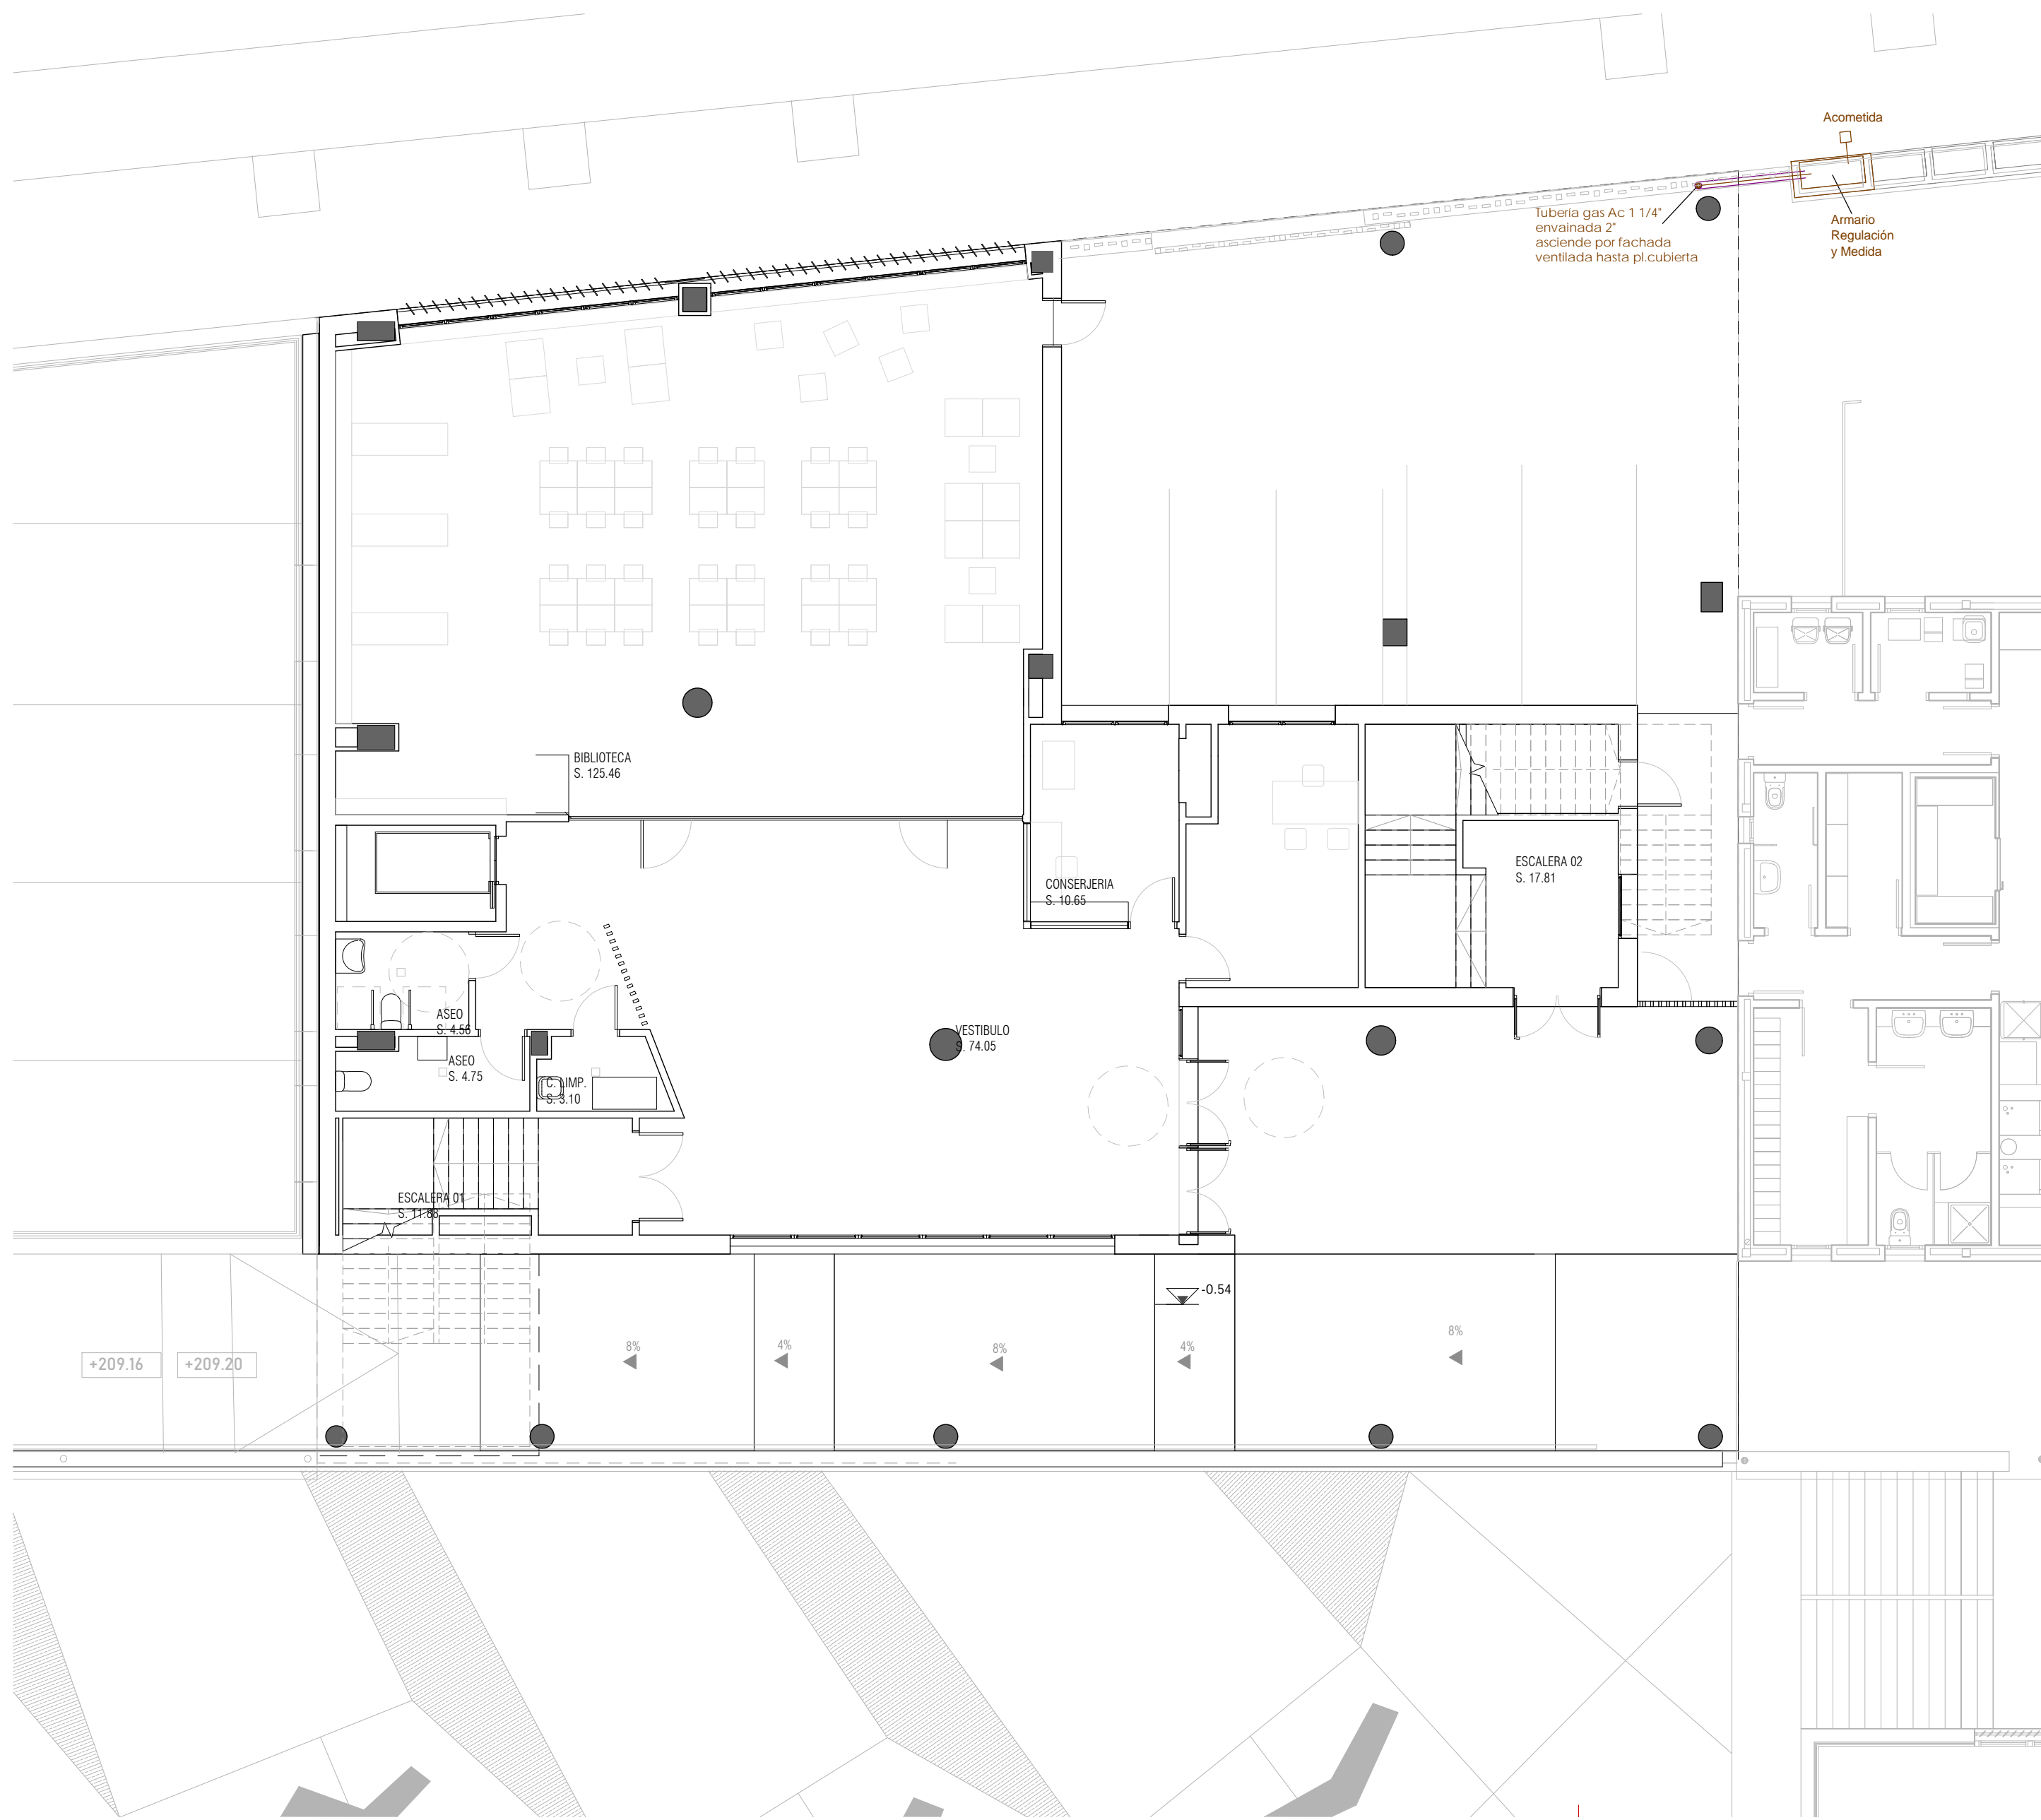 Acometida
Tubería gas Ac 1 1/4"
envainada 2"
asciende por fachada
ventilada hasta pl.cubierta
Armario
Regulación
y Medida
BIBLIOTECA
S. 125.46
CONSERJERIA
S. 10.65
ESCALERA 02
S. 17.81
ASEO
S. 4.56
ASEO
S. 4.75
C. LIMP.
S. 3.10
VESTIBULO
S. 74.05
ESCALERA 01
S. 11.88
-0.54
8%
4%
8%
4%
8%
+209.16
+209.20